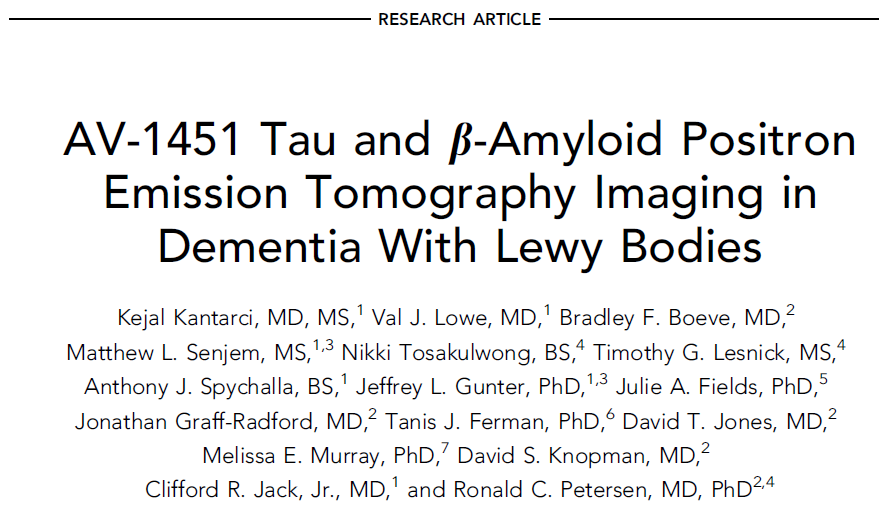 RESEARCH ARTICLE
AV-1451 Tau and β-Amyloid Positron
Emission Tomography Imaging in
Dementia With Lewy Bodies
Kejal Kantarci, MD, MS,1 Val J. Lowe, MD,1 Bradley F. Boeve, MD,2
Matthew L. Senjem, MS,1,3 Nikki Tosakulwong, BS,4 Timothy G. Lesnick, MS,4
Anthony J. Spychalla, BS,1 Jeffrey L. Gunter, PhD,1,3 Julie A. Fields, PhD,5
Jonathan Graff-Radford, MD,2 Tanis J. Ferman, PhD,6 David T. Jones, MD,2
Melissa E. Murray, PhD,7 David S. Knopman, MD,2
Clifford R. Jack, Jr., MD,1 and Ronald C. Petersen, MD, PhD2,4